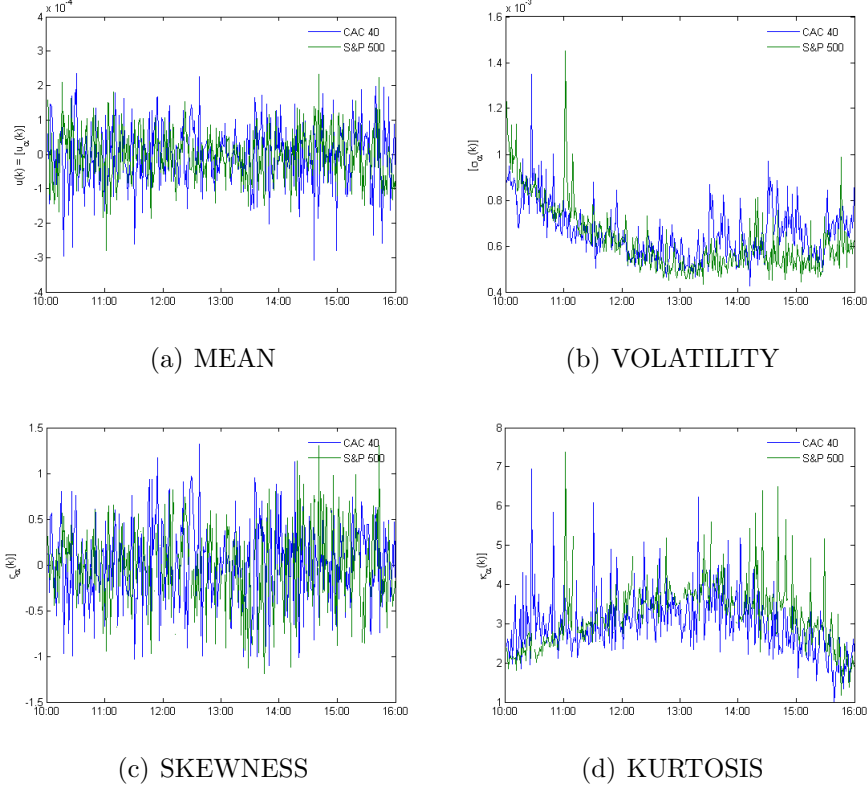 x 10⁻⁴
4
3
2
1
0
-1
-2
-3
-4
u(k) = [u_α(k)]
CAC 40
S&P 500
10:00 11:00 12:00 13:00 14:00 15:00 16:00
(a) MEAN
x 10⁻³
1.6
1.4
1.2
1
0.8
0.6
0.4
[σ_α(k)]
CAC 40
S&P 500
10:00 11:00 12:00 13:00 14:00 15:00 16:00
(b) VOLATILITY
1.5
1
0.5
0
-0.5
-1
-1.5
ς_α(k)]
CAC 40
S&P 500
10:00 11:00 12:00 13:00 14:00 15:00 16:00
(c) SKEWNESS
8
7
6
5
4
3
2
1
κ_α(k)]
CAC 40
S&P 500
10:00 11:00 12:00 13:00 14:00 15:00 16:00
(d) KURTOSIS